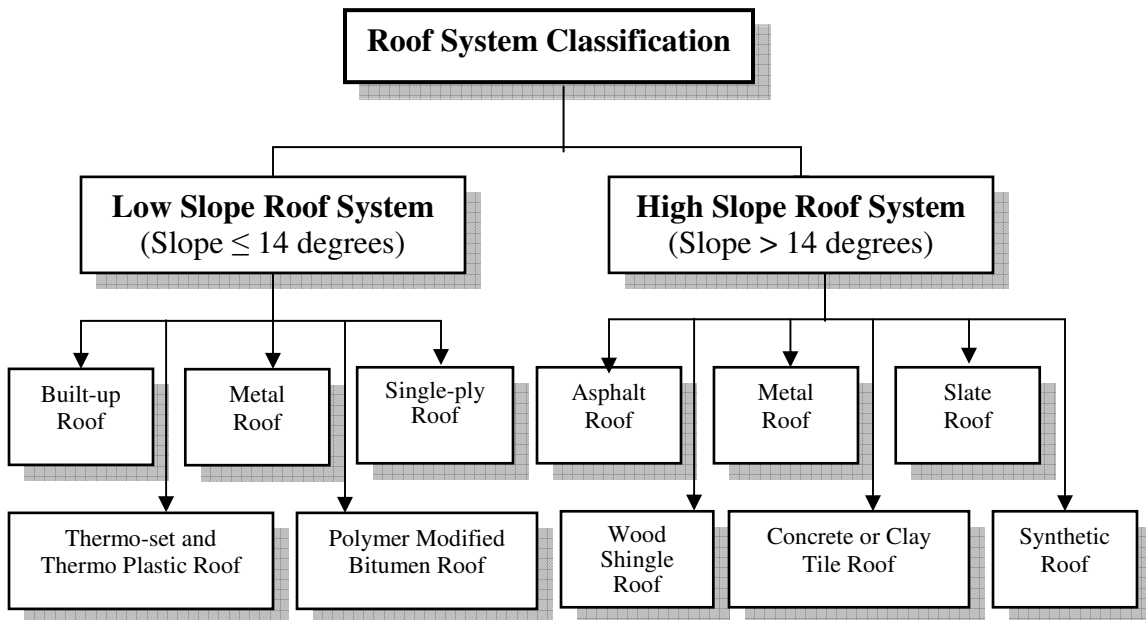 Roof System Classification
Low Slope Roof System
(Slope ≤ 14 degrees)
High Slope Roof System
(Slope > 14 degrees)
Built-up
Roof
Metal
Roof
Single-ply
Roof
Asphalt
Roof
Metal
Roof
Slate
Roof
Thermo-set and
Thermo Plastic Roof
Polymer Modified
Bitumen Roof
Wood
Shingle
Roof
Concrete or Clay
Tile Roof
Synthetic
Roof